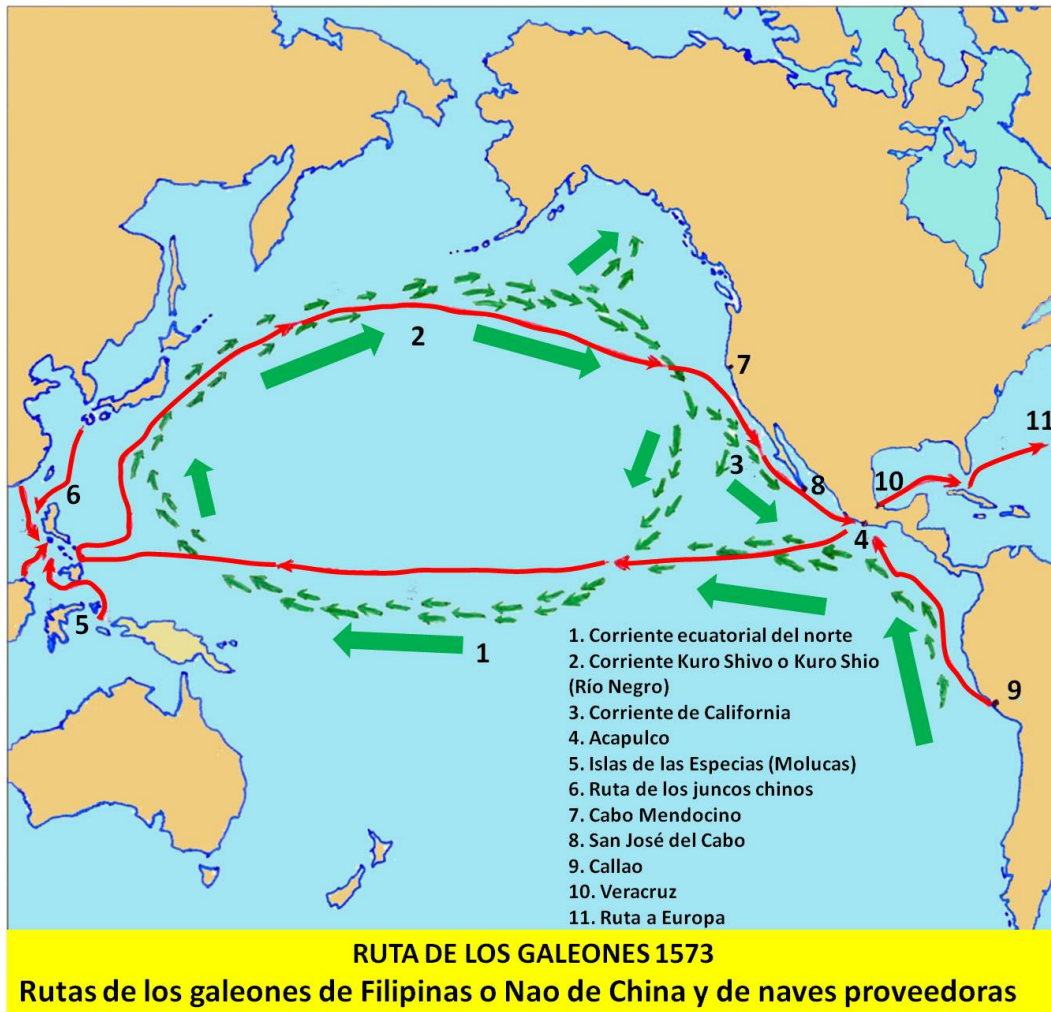 2
7
11
3
10
6
8
4
5
1
9
1. Corriente ecuatorial del norte
2. Corriente Kuro Shivo o Kuro Shio
(Río Negro)
3. Corriente de California
4. Acapulco
5. Islas de las Especias (Molucas)
6. Ruta de los juncos chinos
7. Cabo Mendocino
8. San José del Cabo
9. Callao
10. Veracruz
11. Ruta a Europa
RUTA DE LOS GALEONES 1573
Rutas de los galeones de Filipinas o Nao de China y de naves proveedoras